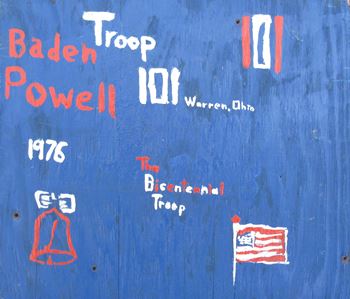 Troop
101
Baden
Powell
101
Warren, Ohio
1976
The
Bicentennial
Troop